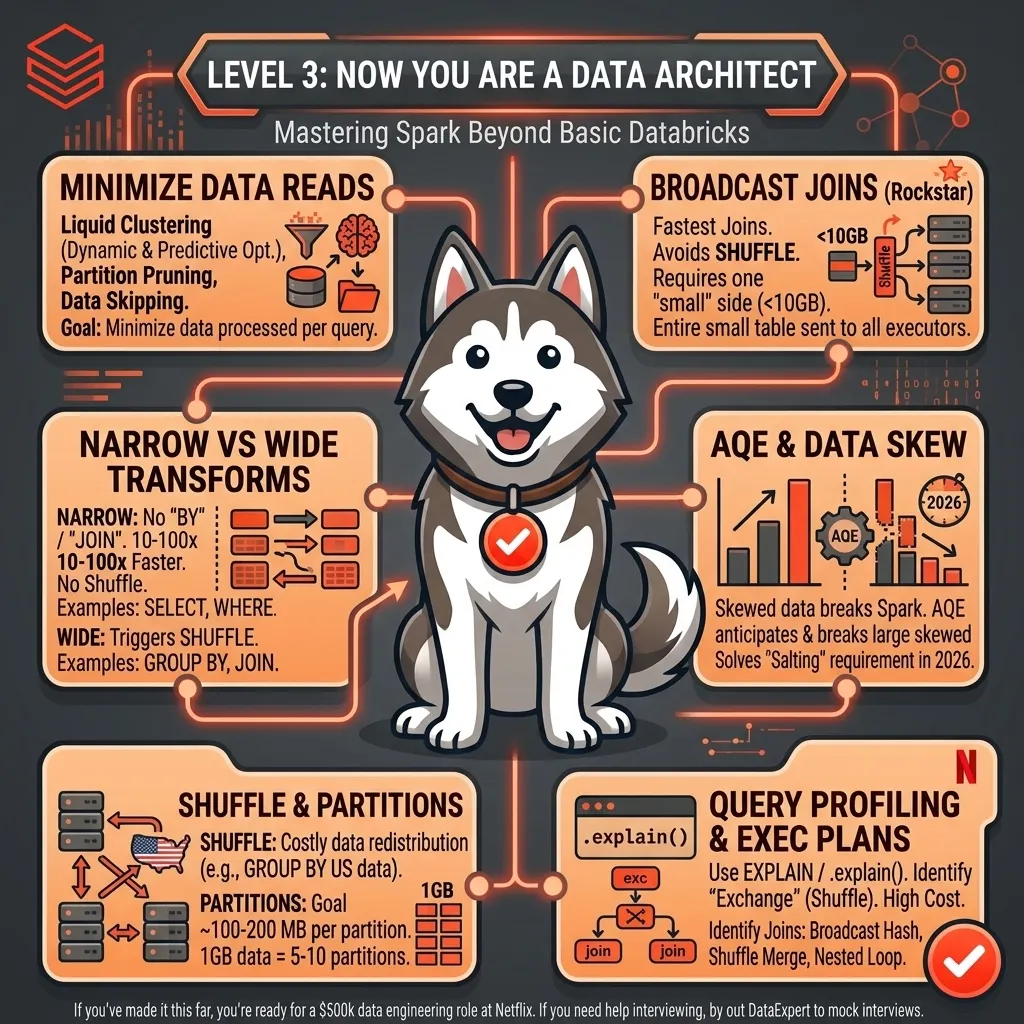 LEVEL 3: NOW YOU ARE A DATA ARCHITECT
Mastering Spark Beyond Basic Databricks
MINIMIZE DATA READS
Liquid Clustering
(Dynamic & Predictive Opt.),
Partition Pruning,
Data Skipping.
Goal: Minimize data processed per query.
BROADCAST JOINS (Rockstar)
Fastest Joins.
Avoids SHUFFLE.
Requires one
"small" side (<10GB).
Entire small table sent to all executors.
<10GB
Shuffle
NARROW VS WIDE
TRANSFORMS
NARROW: No "BY"
/ "JOIN". 10-100x
10-100x Faster.
No Shuffle.
Examples: SELECT, WHERE.
WIDE: Triggers SHUFFLE.
Examples: GROUP BY, JOIN.
AQE & DATA SKEW
AQE
2026
Skewed data breaks Spark. AQE
anticipates & breaks large skewed
Solves "Salting" requirement in 2026.
SHUFFLE & PARTITIONS
SHUFFLE: Costly data redistribution
(e.g., GROUP BY US data).
PARTITIONS: Goal
~100-200 MB per partition.
1GB data = 5-10 partitions.
1GB
N
QUERY PROFILING
& EXEC PLANS
.explain()
exc
join
join
Use EXPLAIN / .explain(). Identify
"Exchange" (Shuffle). High Cost.
Identify Joins: Broadcast Hash,
Shuffle Merge, Nested Loop.
If you've made it this far, you're ready for a $500k data engineering role at Netflix. If you need help interviewing, by out DataExpert to mock interviews.